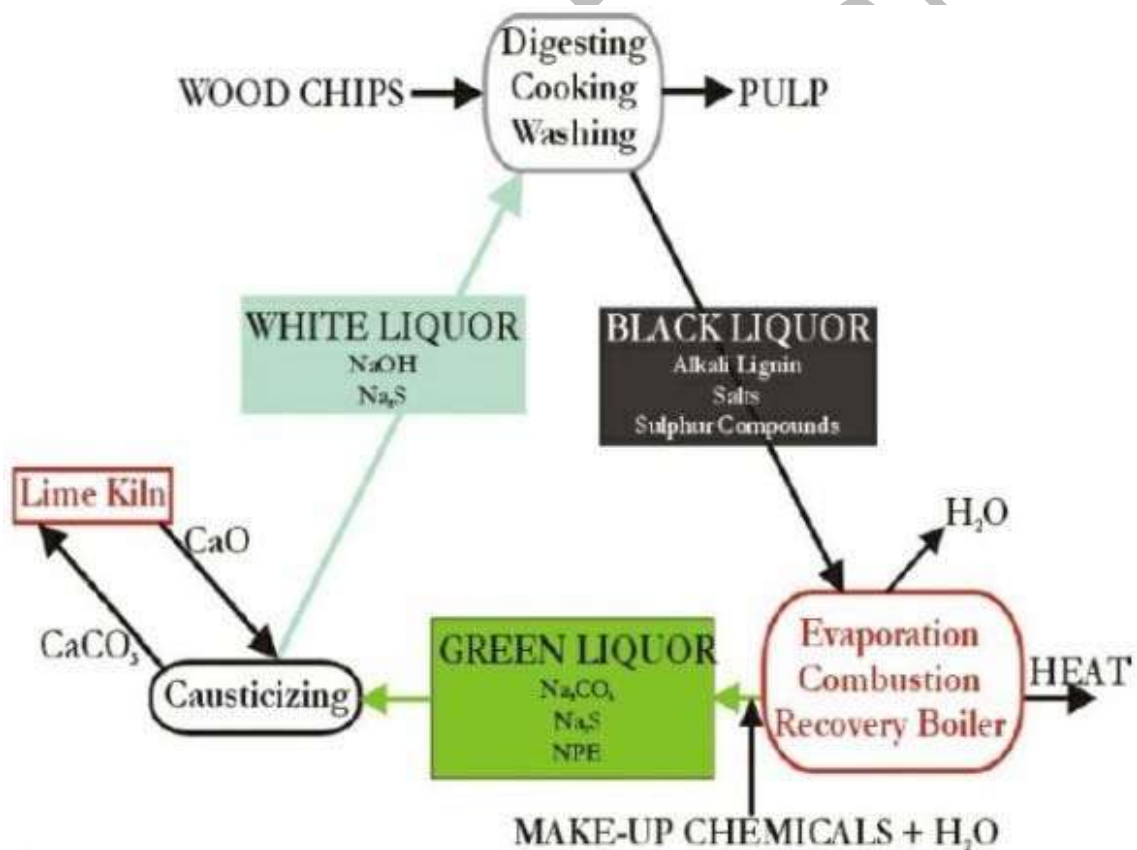 Digesting
Cooking
Washing
WOOD CHIPS
PULP
WHITE LIQUOR
NaOH
Na₂S
BLACK LIQUOR
Alkali Lignin
Salts
Sulphur Compounds
Lime Kiln
CaO
H₂O
CaCO₃
Causticizing
GREEN LIQUOR
Na₂CO₃
Na₂S
NPE
Evaporation
Combustion
Recovery Boiler
HEAT
MAKE-UP CHEMICALS + H₂O